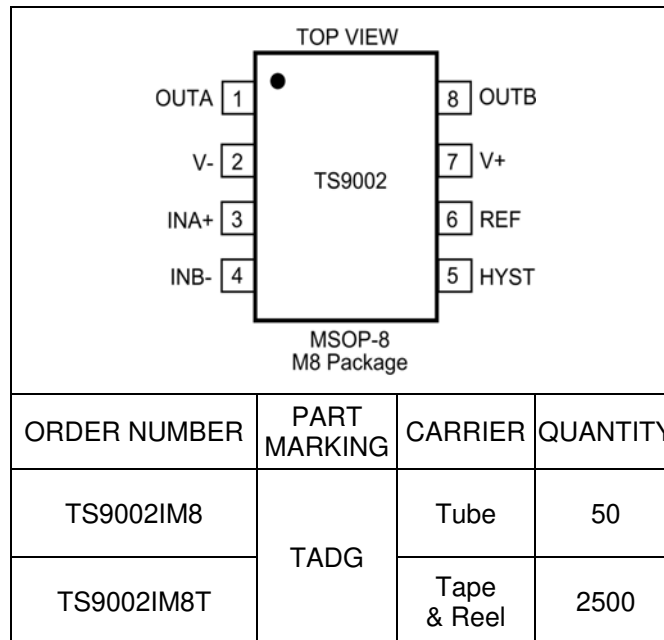 TOP VIEW
OUTA 1 8 OUTB
V- 2 7 V+
TS9002
INA+ 3 6 REF
INB- 4 5 HYST
MSOP-8
M8 Package
ORDER NUMBER PART MARKING CARRIER QUANTITY
TS9002IM8 TADG Tube 50
TS9002IM8T Tape & Reel 2500